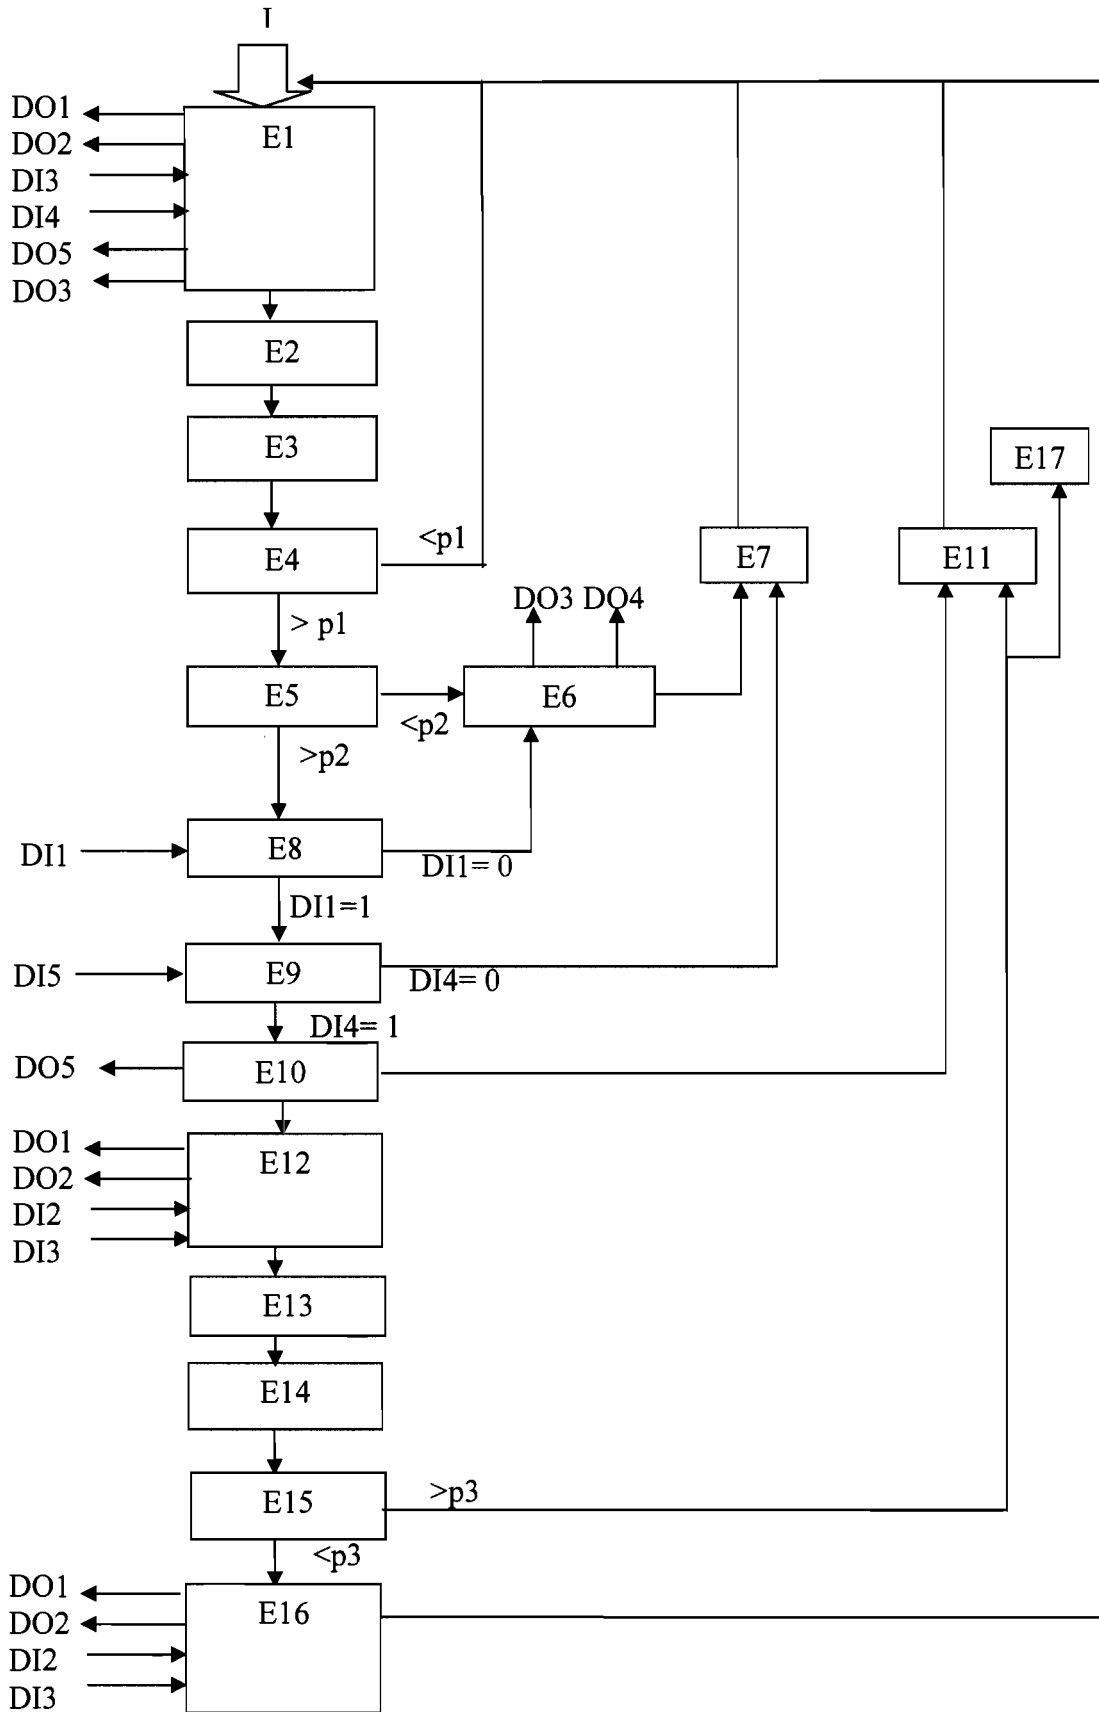 I
DO1
E1
DO2
DI3
DI4
DO5
DO3
E2
E3
E17
<p1
E4
E7
E11
DO3 DO4
> p1
E5
E6
<p2
>p2
DI1
E8
DI1= 0
DI1=1
DI5
E9
DI4= 0
DI4= 1
DO5
E10
DO1
E12
DO2
DI2
DI3
E13
E14
>p3
E15
<p3
DO1
E16
DO2
DI2
DI3